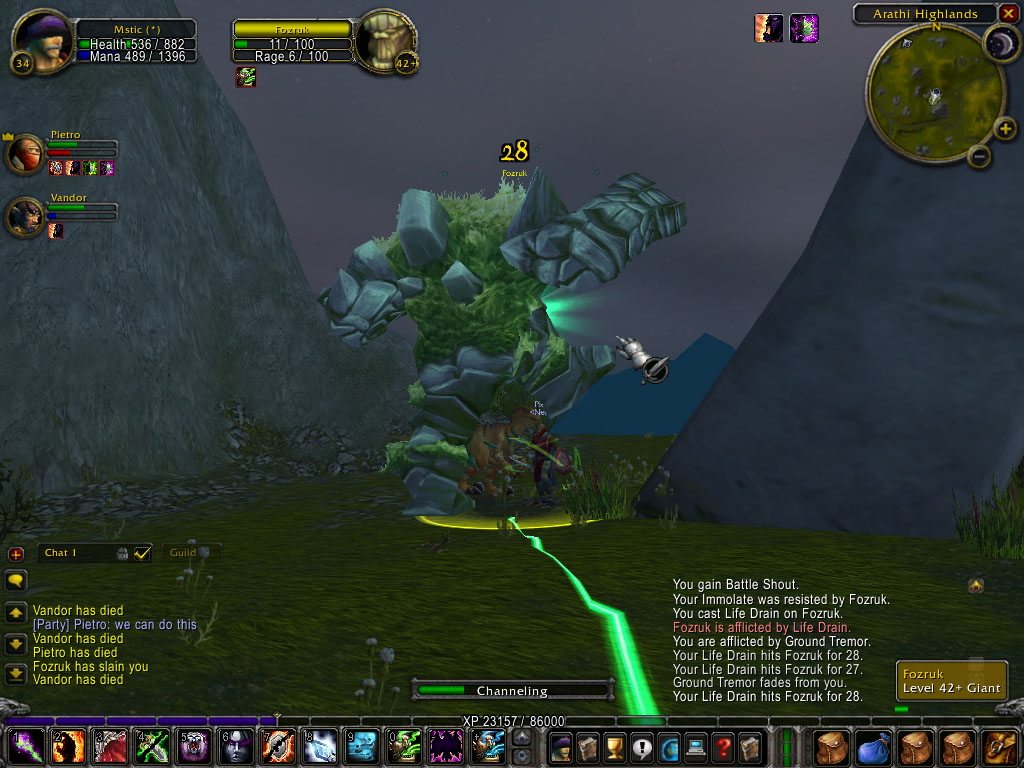 Mstic (*)
Health 536 / 882
Mana 489 / 1396
34
Fozruk
11 / 100
Rage 6 / 100
42+
Arathi Highlands
N
Pietro
Vandor
28
Fozruk
Chat 1
Guild
Vandor has died
[Party] Pietro: we can do this
Vandor has died
Pietro has died
Fozruk has slain you
Vandor has died
You gain Battle Shout.
Your Immolate was resisted by Fozruk.
You cast Life Drain on Fozruk.
Fozruk is afflicted by Life Drain.
You are afflicted by Ground Tremor.
Your Life Drain hits Fozruk for 28.
Your Life Drain hits Fozruk for 27.
Ground Tremor fades from you.
Your Life Drain hits Fozruk for 28.
Fozruk
Level 42+ Giant
Channeling
XP 23157 / 86000